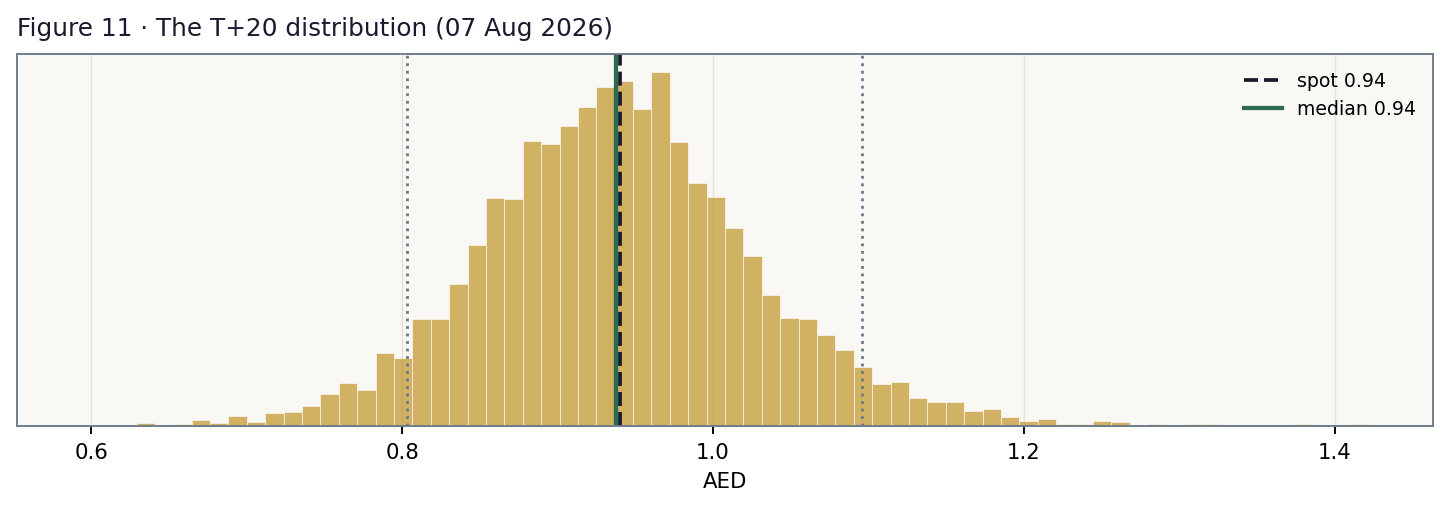 Figure 11 · The T+20 distribution (07 Aug 2026)
spot 0.94
median 0.94
0.6 0.8 1.0 1.2 1.4
AED